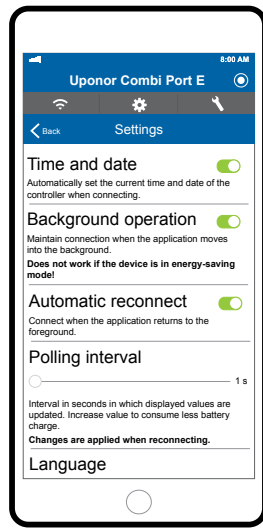 8:00 AM
Uponor Combi Port E
Back Settings
Time and date
Automatically set the current time and date of the
controller when connecting.
Background operation
Maintain connection when the application moves
into the background.
Does not work if the device is in energy-saving
mode!
Automatic reconnect
Connect when the application returns to the
foreground.
Polling interval
1 s
Interval in seconds in which displayed values are
updated. Increase value to consume less battery
charge.
Changes are applied when reconnecting.
Language